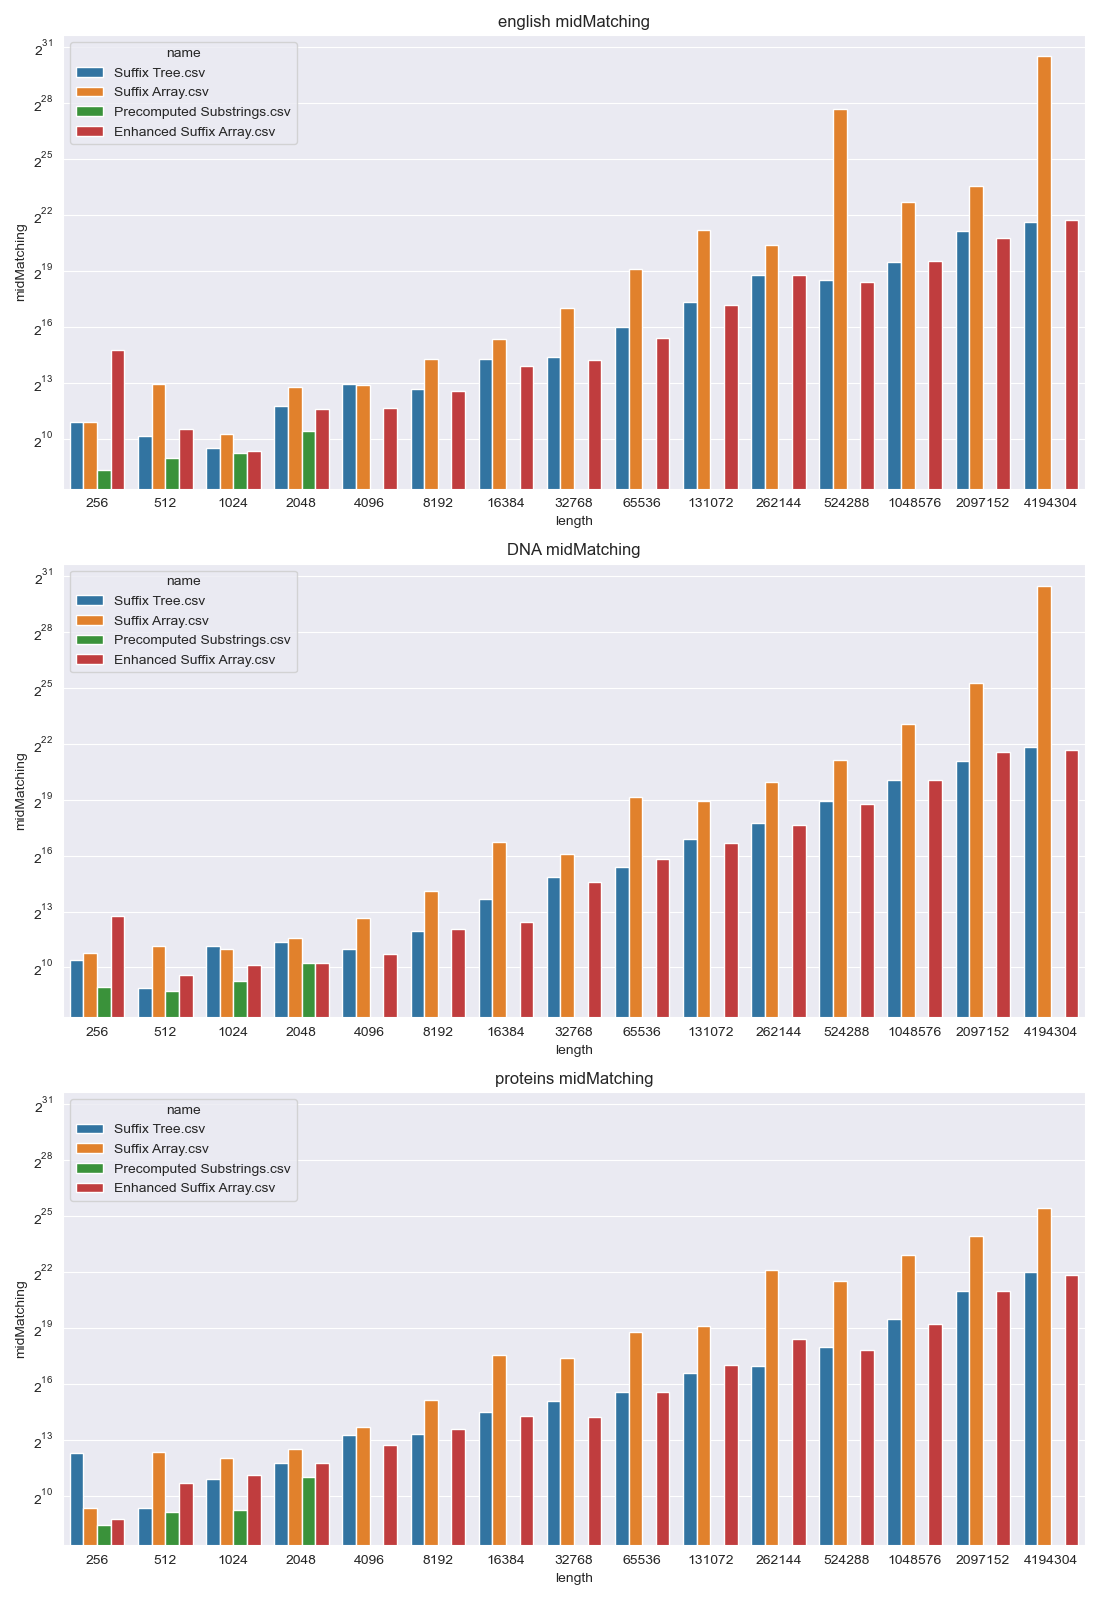 english midMatching
2^31
2^28
2^25
2^22
2^19
2^16
2^13
2^10
midMatching
name
Suffix Tree.csv
Suffix Array.csv
Precomputed Substrings.csv
Enhanced Suffix Array.csv
256 512 1024 2048 4096 8192 16384 32768 65536 131072 262144 524288 1048576 2097152 4194304
length
DNA midMatching
2^31
2^28
2^25
2^22
2^19
2^16
2^13
2^10
midMatching
name
Suffix Tree.csv
Suffix Array.csv
Precomputed Substrings.csv
Enhanced Suffix Array.csv
256 512 1024 2048 4096 8192 16384 32768 65536 131072 262144 524288 1048576 2097152 4194304
length
proteins midMatching
2^31
2^28
2^25
2^22
2^19
2^16
2^13
2^10
midMatching
name
Suffix Tree.csv
Suffix Array.csv
Precomputed Substrings.csv
Enhanced Suffix Array.csv
256 512 1024 2048 4096 8192 16384 32768 65536 131072 262144 524288 1048576 2097152 4194304
length